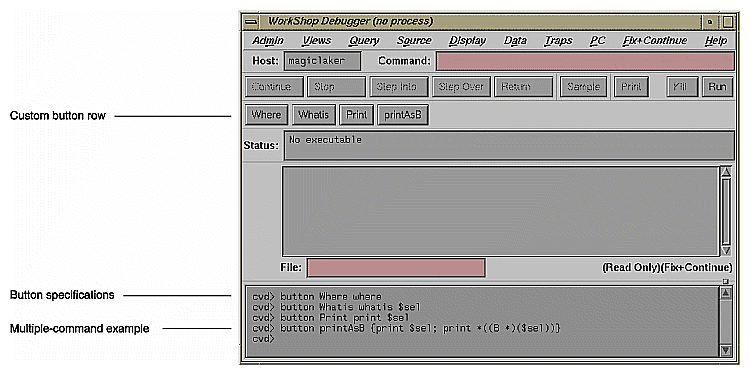 WorkShop Debugger (no process)
Admin Views Query Source Display Data Traps PC Fix+Continue Help
Host: magiclaker Command:
Continue Stop Step Into Step Over Return Sample Print Kill Run
Custom button row
Where Whatis Print printAsB
Status: No executable
File: (Read Only)(Fix+Continue)
Button specifications
cvd> button Where where
cvd> button Whatis whatis $sel
cvd> button Print print $sel
Multiple-command example
cvd> button printAsB {print $sel; print *((B *)($sel))}
cvd>